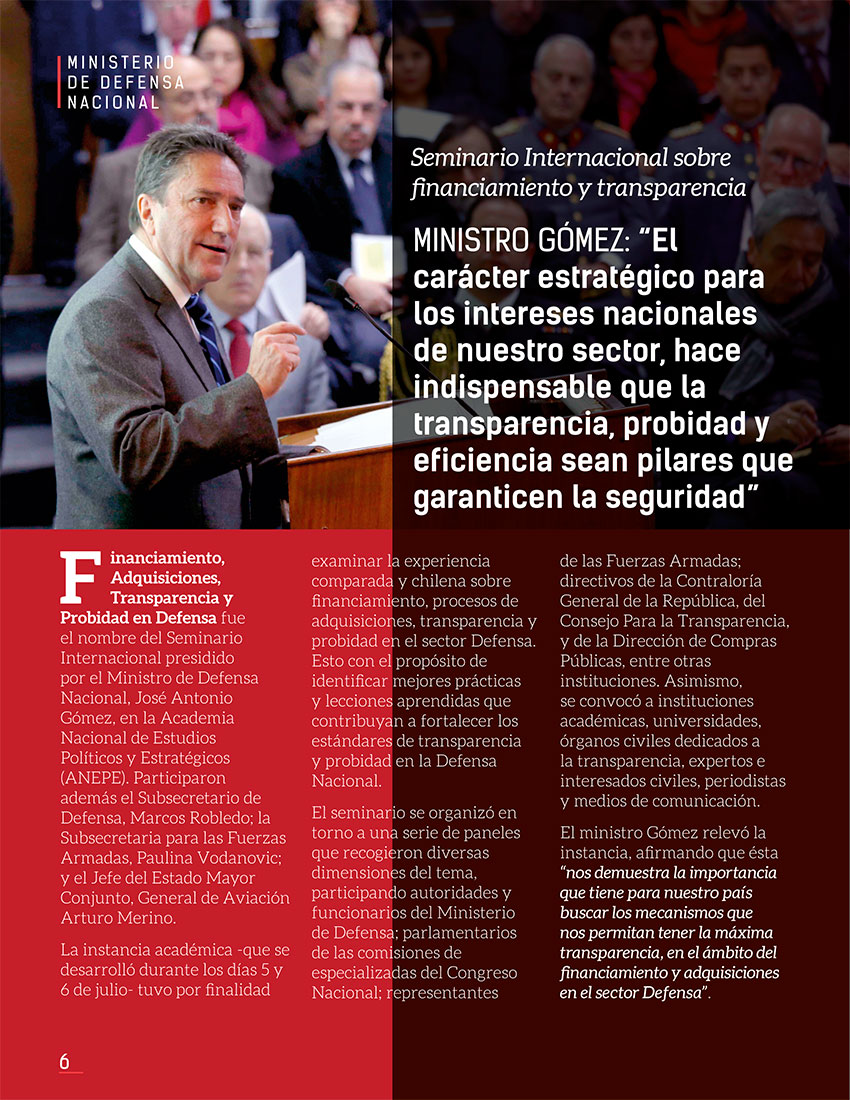 MINISTERIO
DE DEFENSA
NACIONAL
Seminario Internacional sobre
financiamiento y transparencia
MINISTRO GÓMEZ: “El
carácter estratégico para
los intereses nacionales
de nuestro sector, hace
indispensable que la
transparencia, probidad y
eficiencia sean pilares que
garanticen la seguridad”
Financiamiento,
Adquisiciones,
Transparencia y
Probidad en Defensa fue
el nombre del Seminario
Internacional presidido
por el Ministro de Defensa
Nacional, José Antonio
Gómez, en la Academia
Nacional de Estudios
Políticos y Estratégicos
(ANEPE). Participaron
además el Subsecretario de
Defensa, Marcos Robledo; la
Subsecretaria para las Fuerzas
Armadas, Paulina Vodanovic;
y el Jefe del Estado Mayor
Conjunto, General de Aviación
Arturo Merino.
La instancia académica -que se
desarrolló durante los días 5 y
6 de julio- tuvo por finalidad
examinar la experiencia
comparada y chilena sobre
financiamiento, procesos de
adquisiciones, transparencia y
probidad en el sector Defensa.
Esto con el propósito de
identificar mejores prácticas
y lecciones aprendidas que
contribuyan a fortalecer los
estándares de transparencia
y probidad en la Defensa
Nacional.
El seminario se organizó en
torno a una serie de paneles
que recogieron diversas
dimensiones del tema,
participando autoridades y
funcionarios del Ministerio
de Defensa; parlamentarios
de las comisiones de
especializadas del Congreso
Nacional; representantes
de las Fuerzas Armadas;
directivos de la Contraloría
General de la República, del
Consejo Para la Transparencia,
y de la Dirección de Compras
Públicas, entre otras
instituciones. Asimismo,
se convocó a instituciones
académicas, universidades,
órganos civiles dedicados a
la transparencia, expertos e
interesados civiles, periodistas
y medios de comunicación.
El ministro Gómez relevó la
instancia, afirmando que ésta
“nos demuestra la importancia
que tiene para nuestro país
buscar los mecanismos que
nos permitan tener la máxima
transparencia, en el ámbito del
financiamiento y adquisiciones
en el sector Defensa”.
6